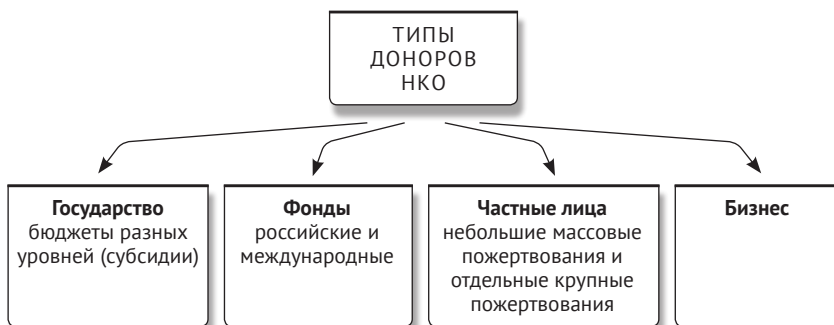 ТИПЫ
ДОНОРОВ
НКО
Государство
бюджеты разных
уровней (субсидии)
Фонды
российские и
международные
Частные лица
небольшие массовые
пожертвования и
отдельные крупные
пожертвования
Бизнес